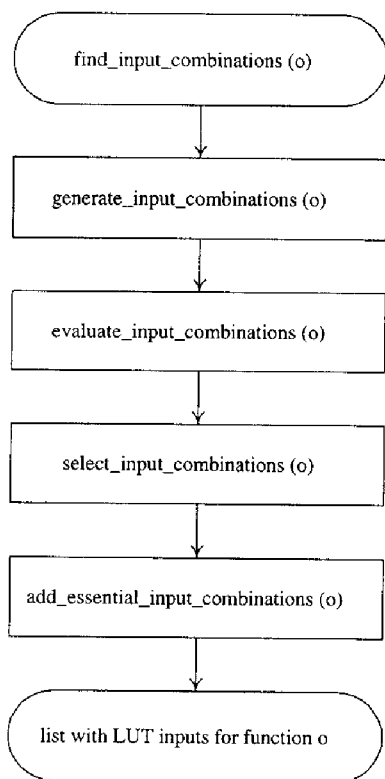 find_input_combinations (o)
generate_input_combinations (o)
evaluate_input_combinations (o)
select_input_combinations (o)
add_essential_input_combinations (o)
list with LUT inputs for function o